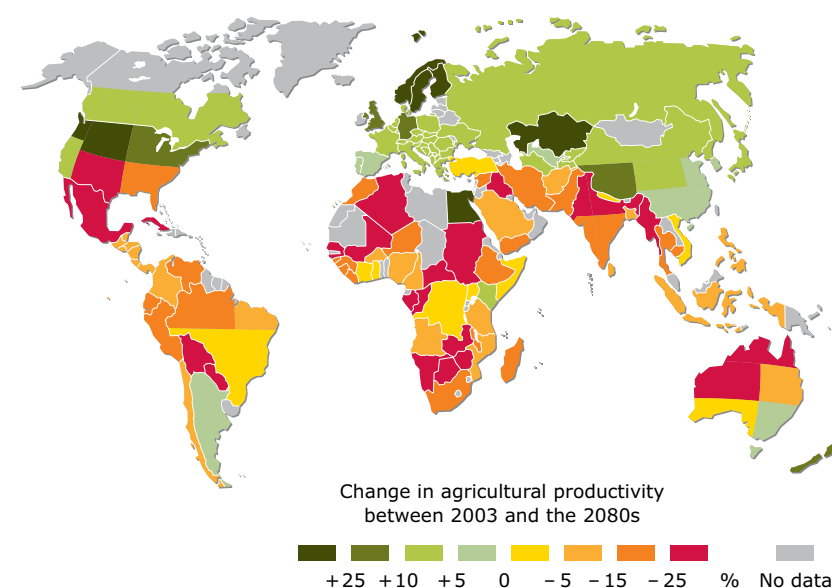 Change in agricultural productivity
between 2003 and the 2080s
+25 +10 +5 0 –5 –15 –25 % No data